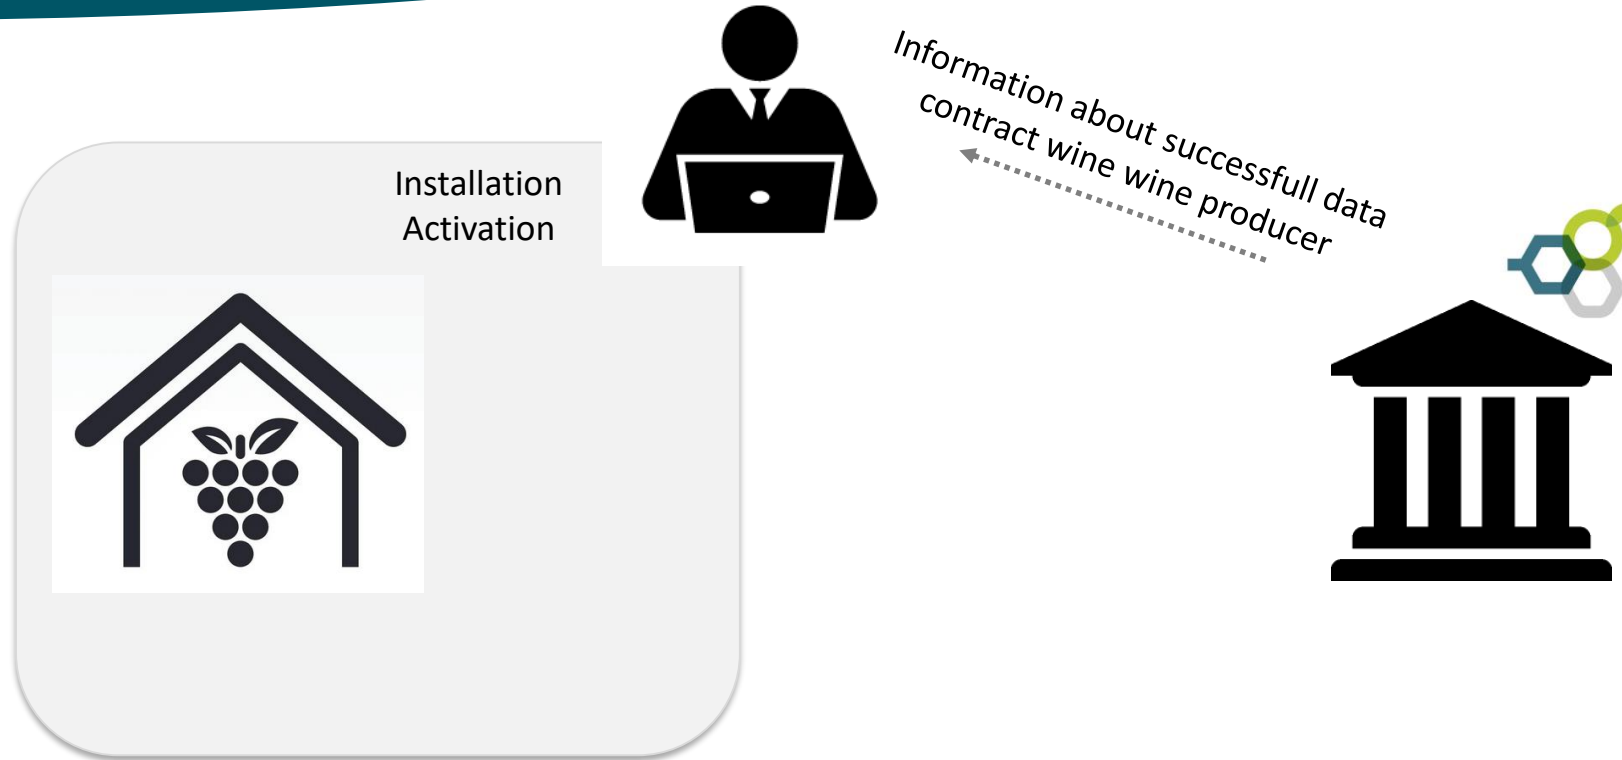 Information about successfull data
contract wine wine producer
Installation
Activation